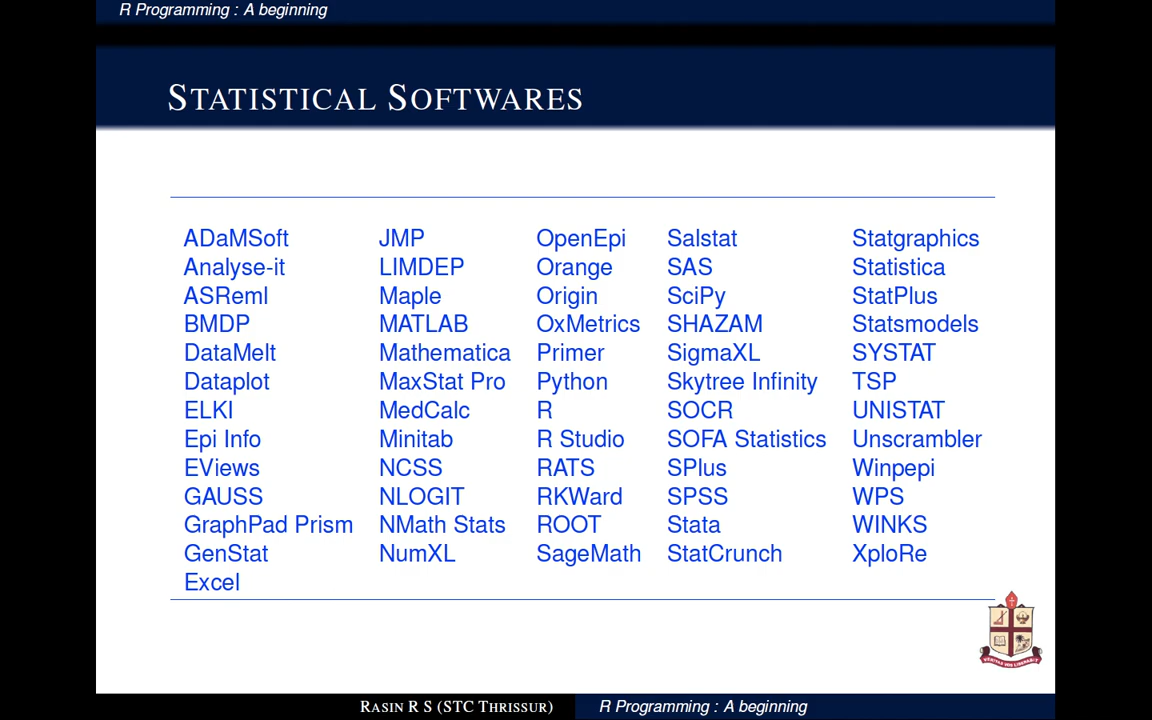 R Programming : A beginning
STATISTICAL SOFTWARES
ADaMSoft JMP OpenEpi Salstat Statgraphics
Analyse-it LIMDEP Orange SAS Statistica
ASReml Maple Origin SciPy StatPlus
BMDP MATLAB OxMetrics SHAZAM Statsmodels
DataMelt Mathematica Primer SigmaXL SYSTAT
Dataplot MaxStat Pro Python Skytree Infinity TSP
ELKI MedCalc R SOCR UNISTAT
Epi Info Minitab R Studio SOFA Statistics Unscrambler
EViews NCSS RATS SPlus Winpepi
GAUSS NLOGIT RKWard SPSS WPS
GraphPad Prism NMath Stats ROOT Stata WINKS
GenStat NumXL SageMath StatCrunch XploRe
Excel
RASIN R S (STC THRISSUR) R Programming : A beginning